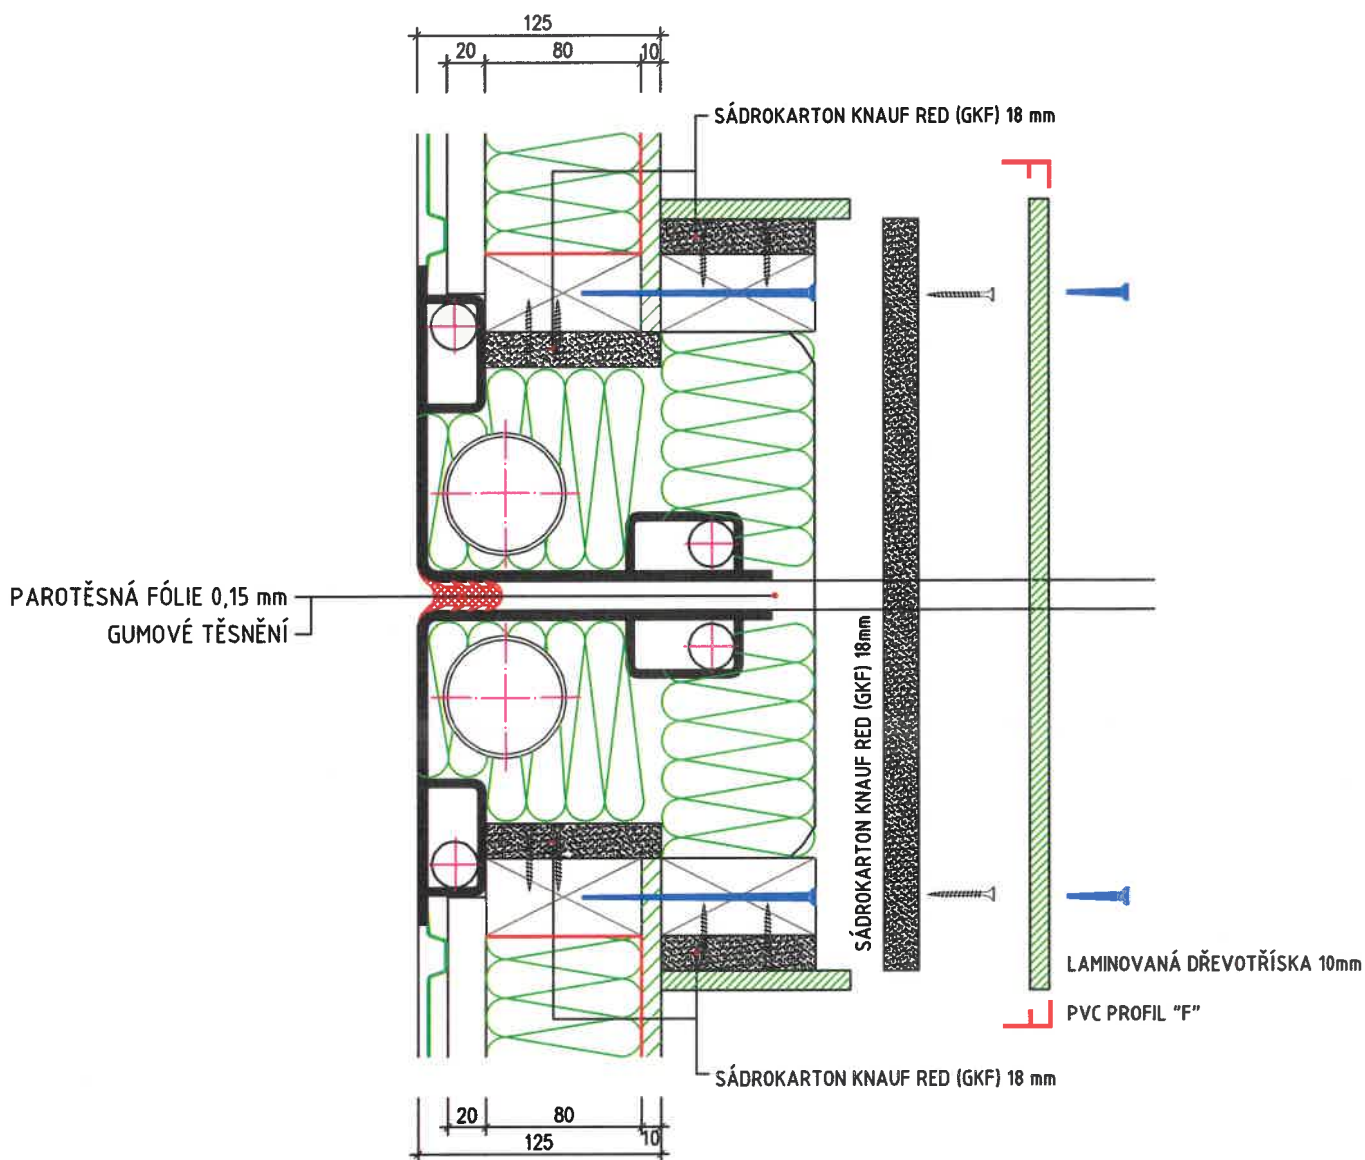 125
20 80 10
SÁDROKARTON KNAUF RED (GKF) 18 mm
PAROTĚSNÁ FÓLIE 0,15 mm
GUMOVÉ TĚSNĚNÍ
SÁDROKARTON KNAUF RED (GKF) 18mm
LAMINOVANÁ DŘEVOTŘÍSKA 10mm
PVC PROFIL "F"
SÁDROKARTON KNAUF RED (GKF) 18 mm
20 80 10
125